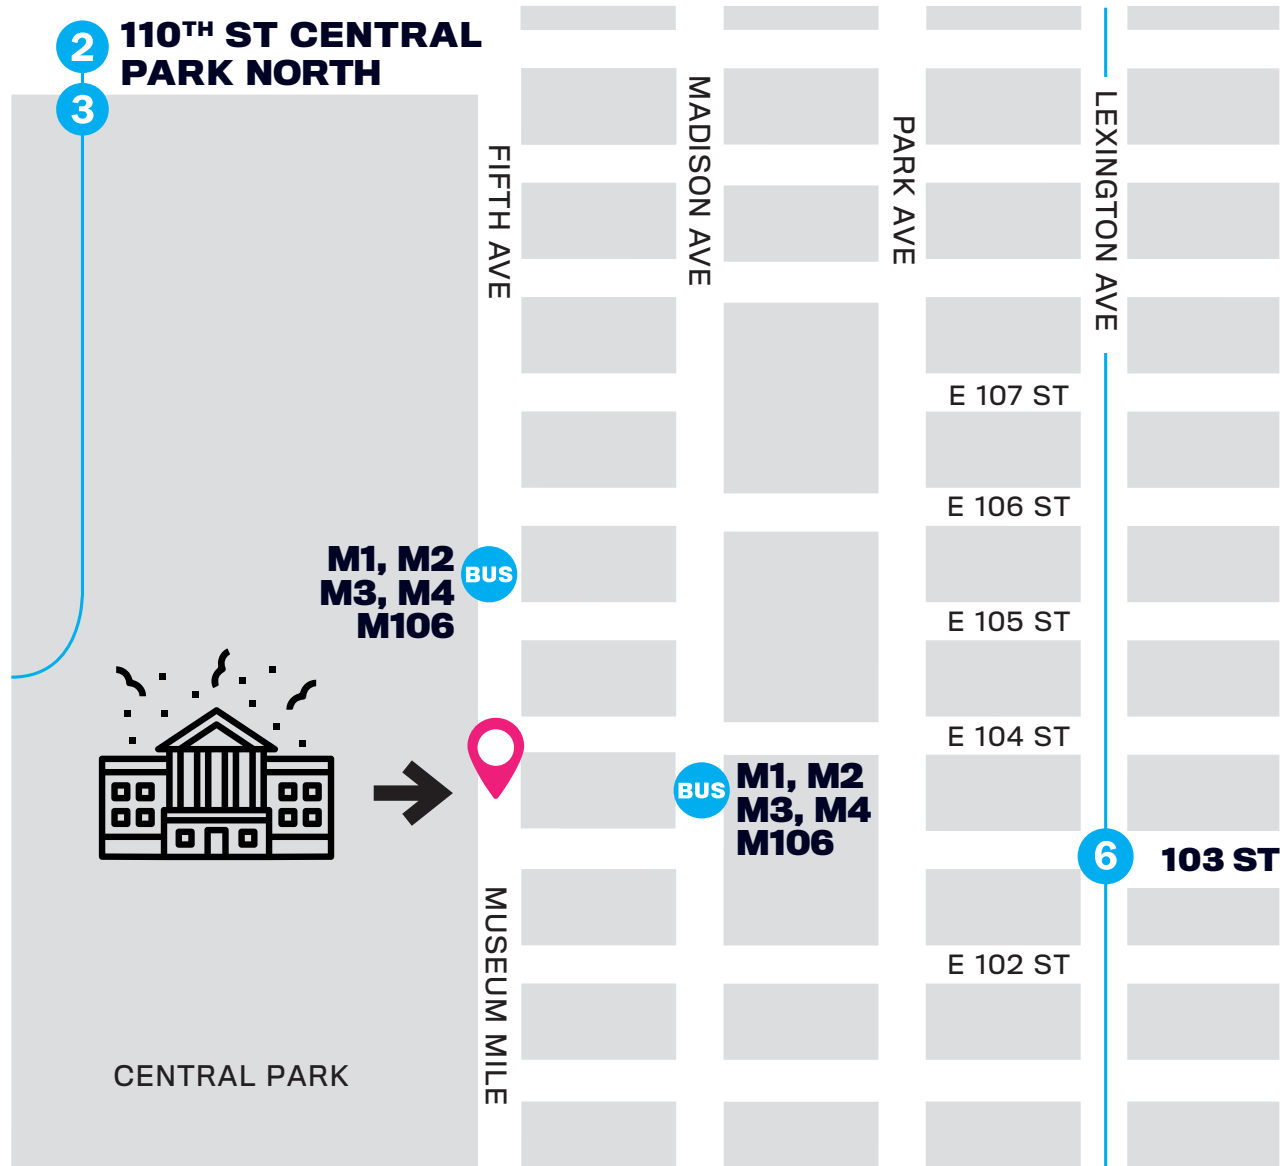 2
110TH ST CENTRAL
PARK NORTH
3
FIFTH AVE
MADISON AVE
PARK AVE
LEXINGTON AVE
E 107 ST
E 106 ST
M1, M2
M3, M4
M106
BUS
E 105 ST
E 104 ST
BUS
M1, M2
M3, M4
M106
6
103 ST
MUSEUM MILE
E 102 ST
CENTRAL PARK